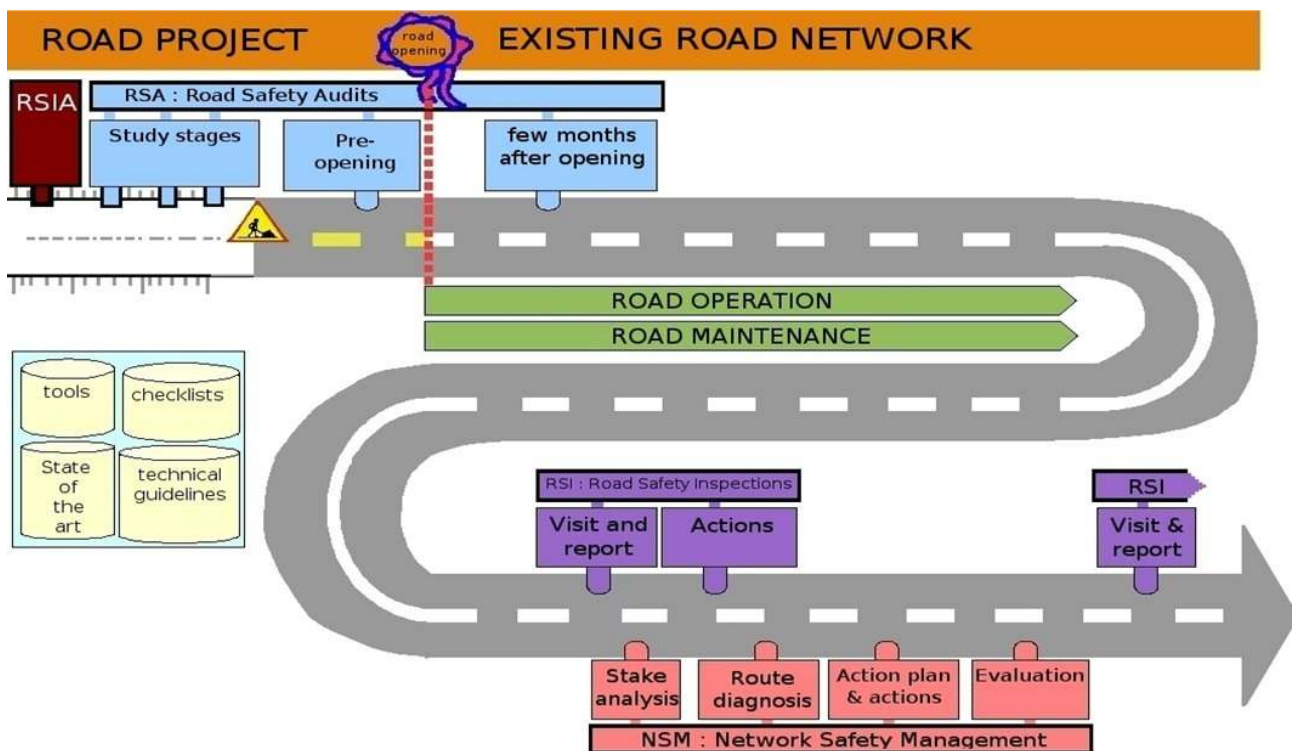 ROAD PROJECT
road
opening
EXISTING ROAD NETWORK
RSIA
RSA : Road Safety Audits
Study stages
Pre-
opening
few months
after opening
ROAD OPERATION
ROAD MAINTENANCE
tools
checklists
State
of
the
art
technical
guidelines
RSI : Road Safety Inspections
Visit and
report
Actions
RSI
Visit &
report
Stake
analysis
Route
diagnosis
Action plan
& actions
Evaluation
NSM : Network Safety Management